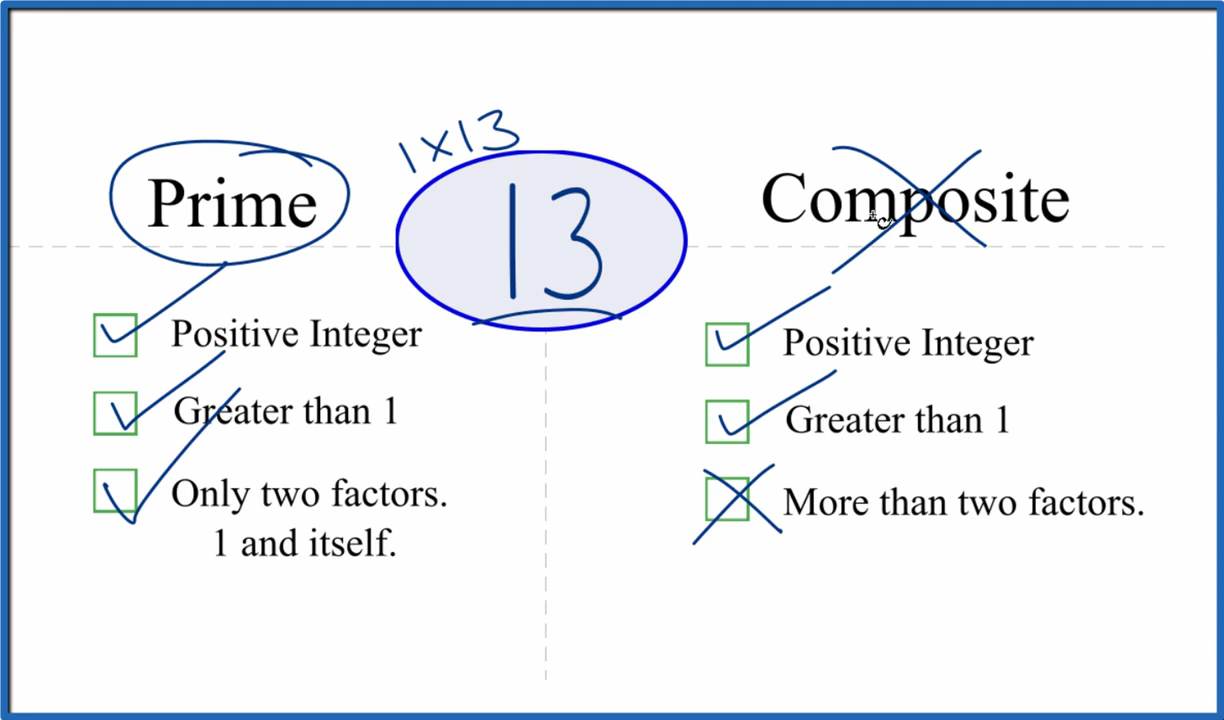 1x13
Prime
13
Composite
Positive Integer
Greater than 1
Only two factors.
1 and itself.
Positive Integer
Greater than 1
More than two factors.